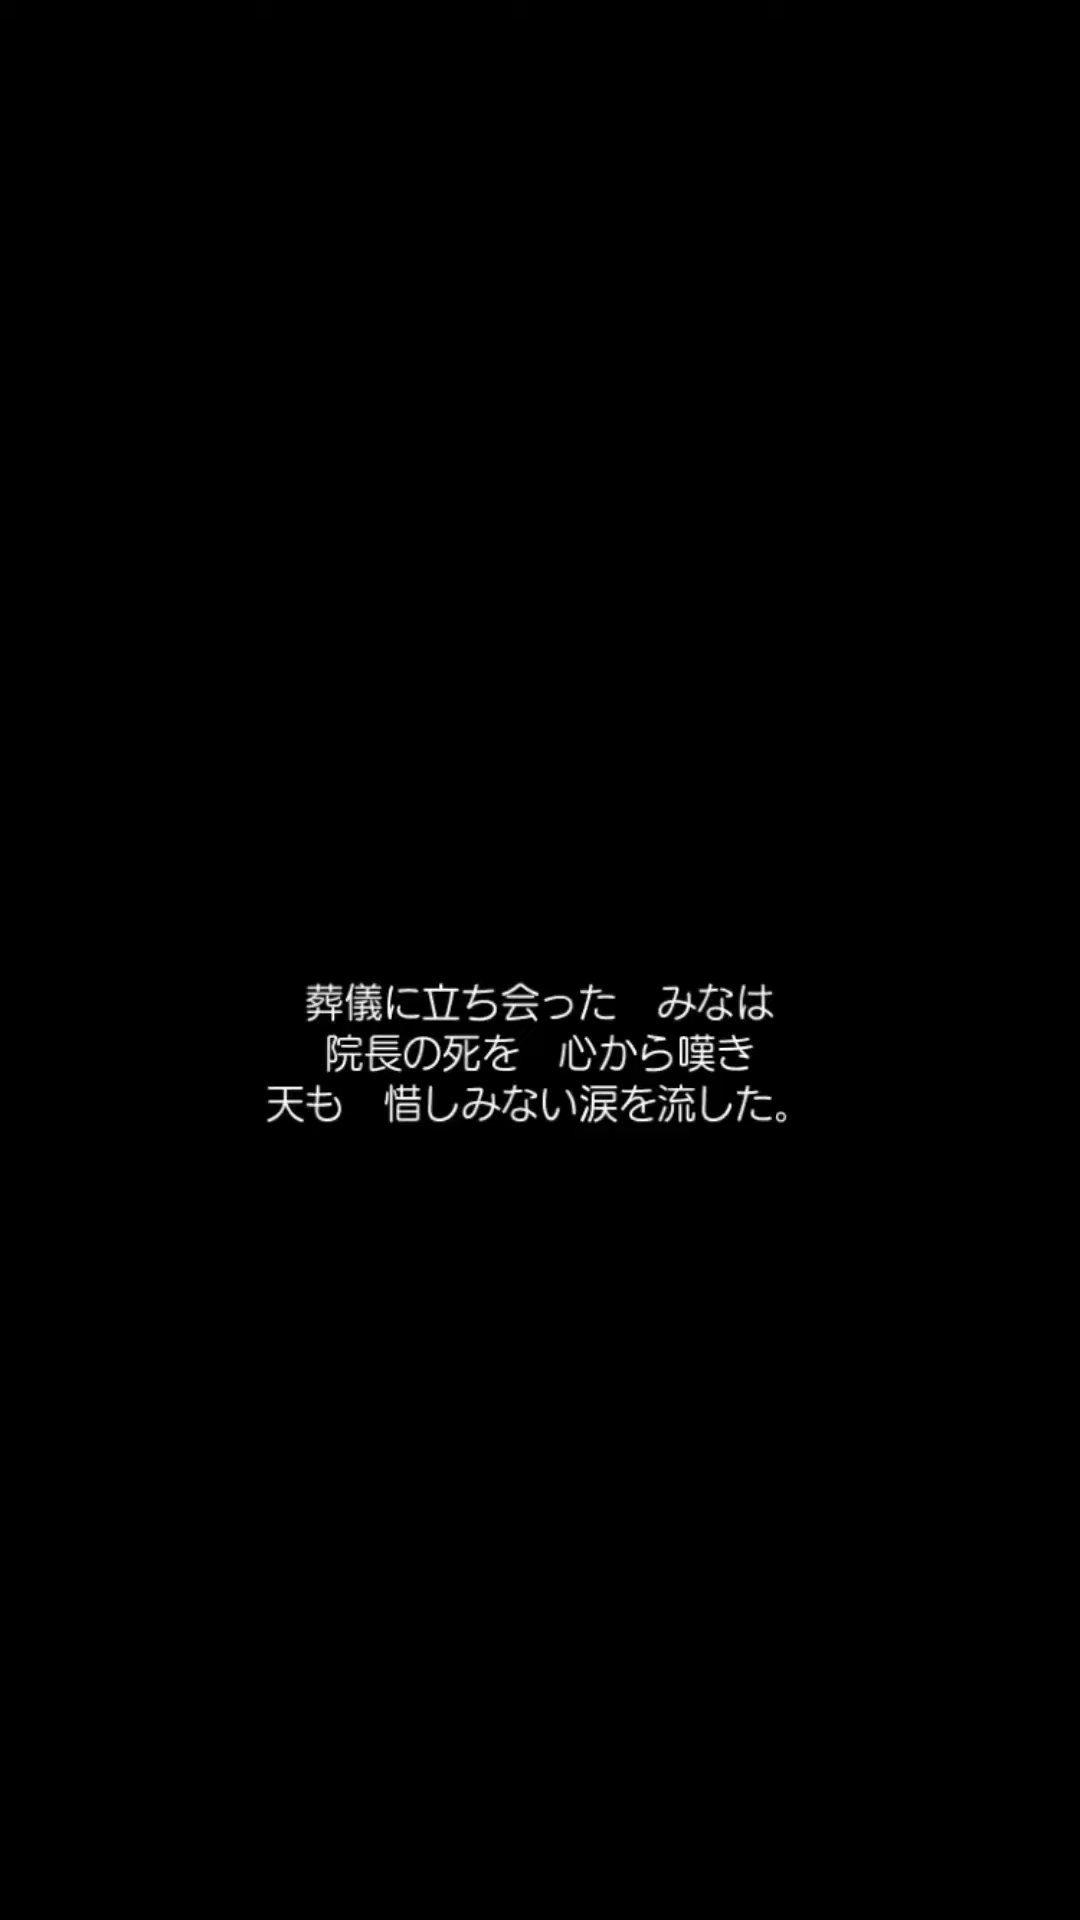 葬儀に立ち会った　みなは
院長の死を　心から嘆き
天も　惜しみない涙を流した。